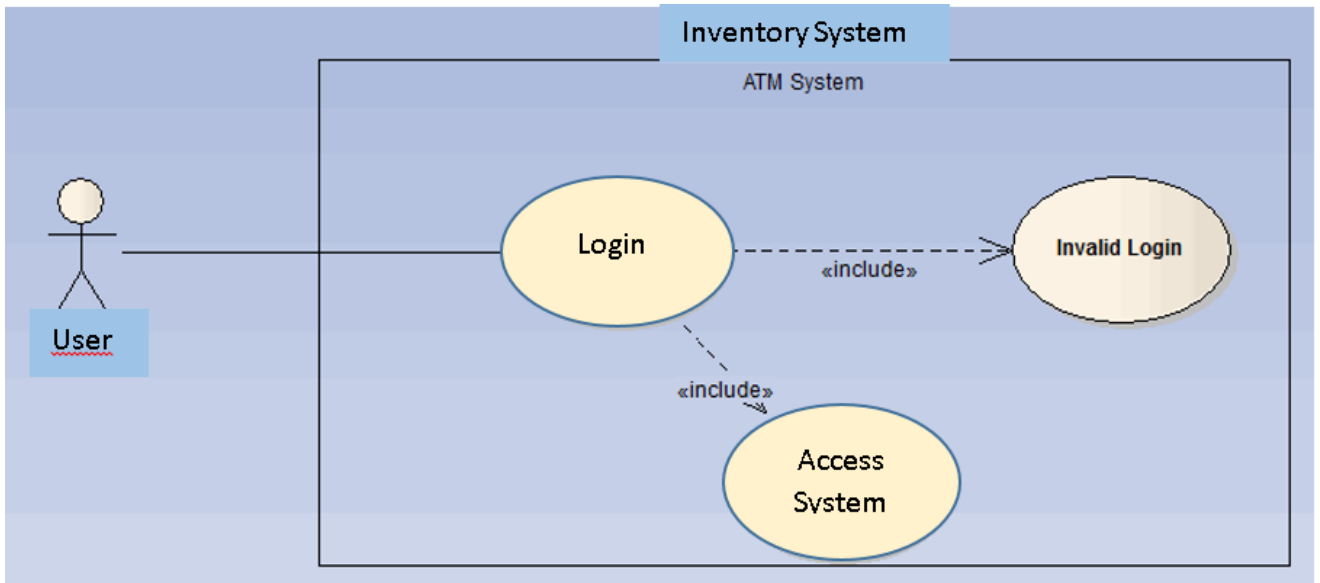 Inventory System
ATM System
Login
Invalid Login
«include»
User
«include»
Access
System